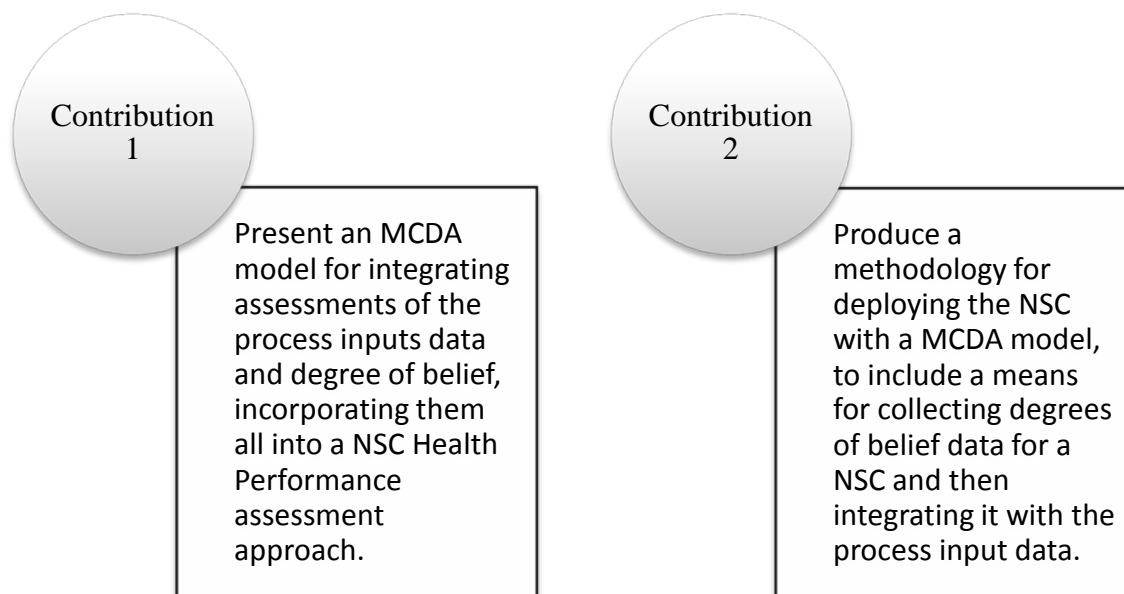 Contribution
1
Present an MCDA
model for integrating
assessments of the
process inputs data
and degree of belief,
incorporating them
all into a NSC Health
Performance
assessment
approach.
Contribution
2
Produce a
methodology for
deploying the NSC
with a MCDA model,
to include a means
for collecting degrees
of belief data for a
NSC and then
integrating it with the
process input data.